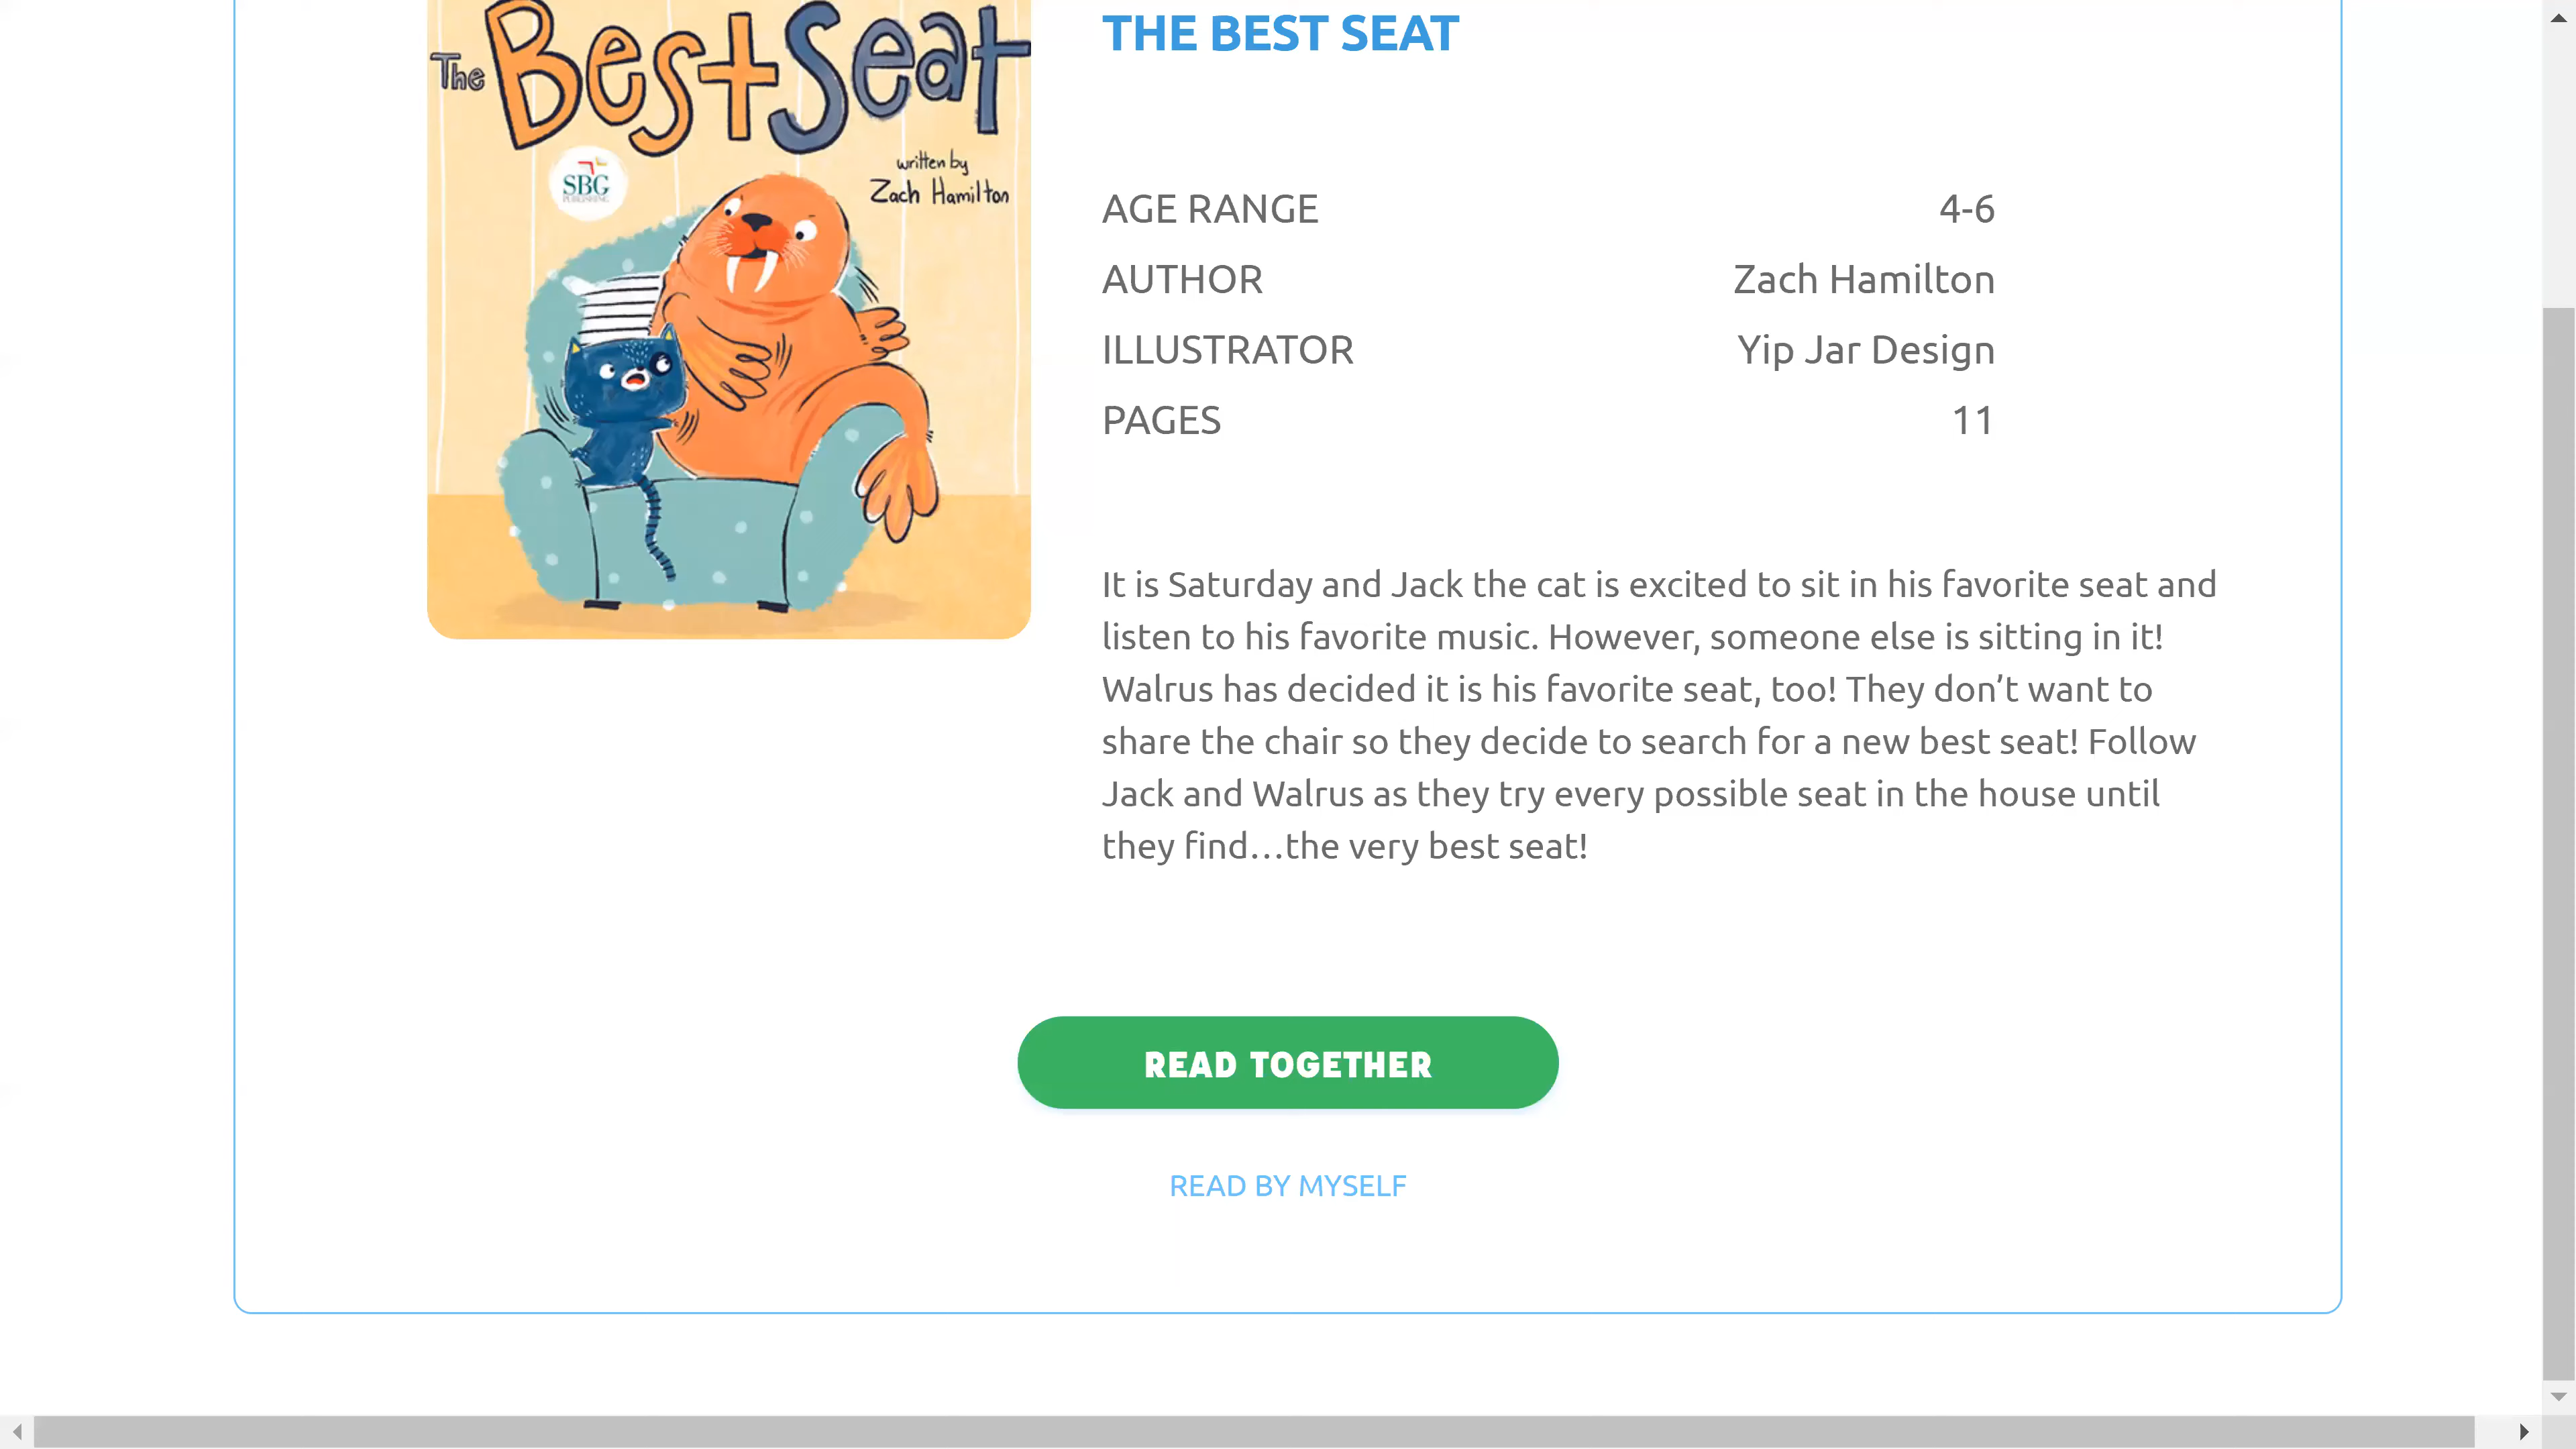 The Best Seat
written by
Zach Hamilton
SBG
PUBLISHING
THE BEST SEAT
AGE RANGE 4-6
AUTHOR Zach Hamilton
ILLUSTRATOR Yip Jar Design
PAGES 11
It is Saturday and Jack the cat is excited to sit in his favorite seat and
listen to his favorite music. However, someone else is sitting in it!
Walrus has decided it is his favorite seat, too! They don’t want to
share the chair so they decide to search for a new best seat! Follow
Jack and Walrus as they try every possible seat in the house until
they find…the very best seat!
READ TOGETHER
READ BY MYSELF